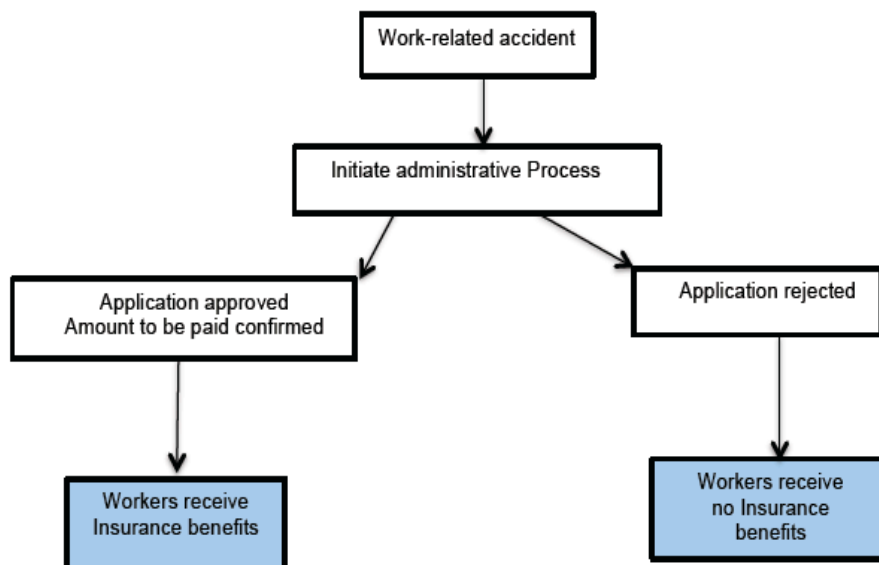 Work-related accident
Initiate administrative Process
Application approved
Amount to be paid confirmed
Application rejected
Workers receive
Insurance benefits
Workers receive
no Insurance
benefits